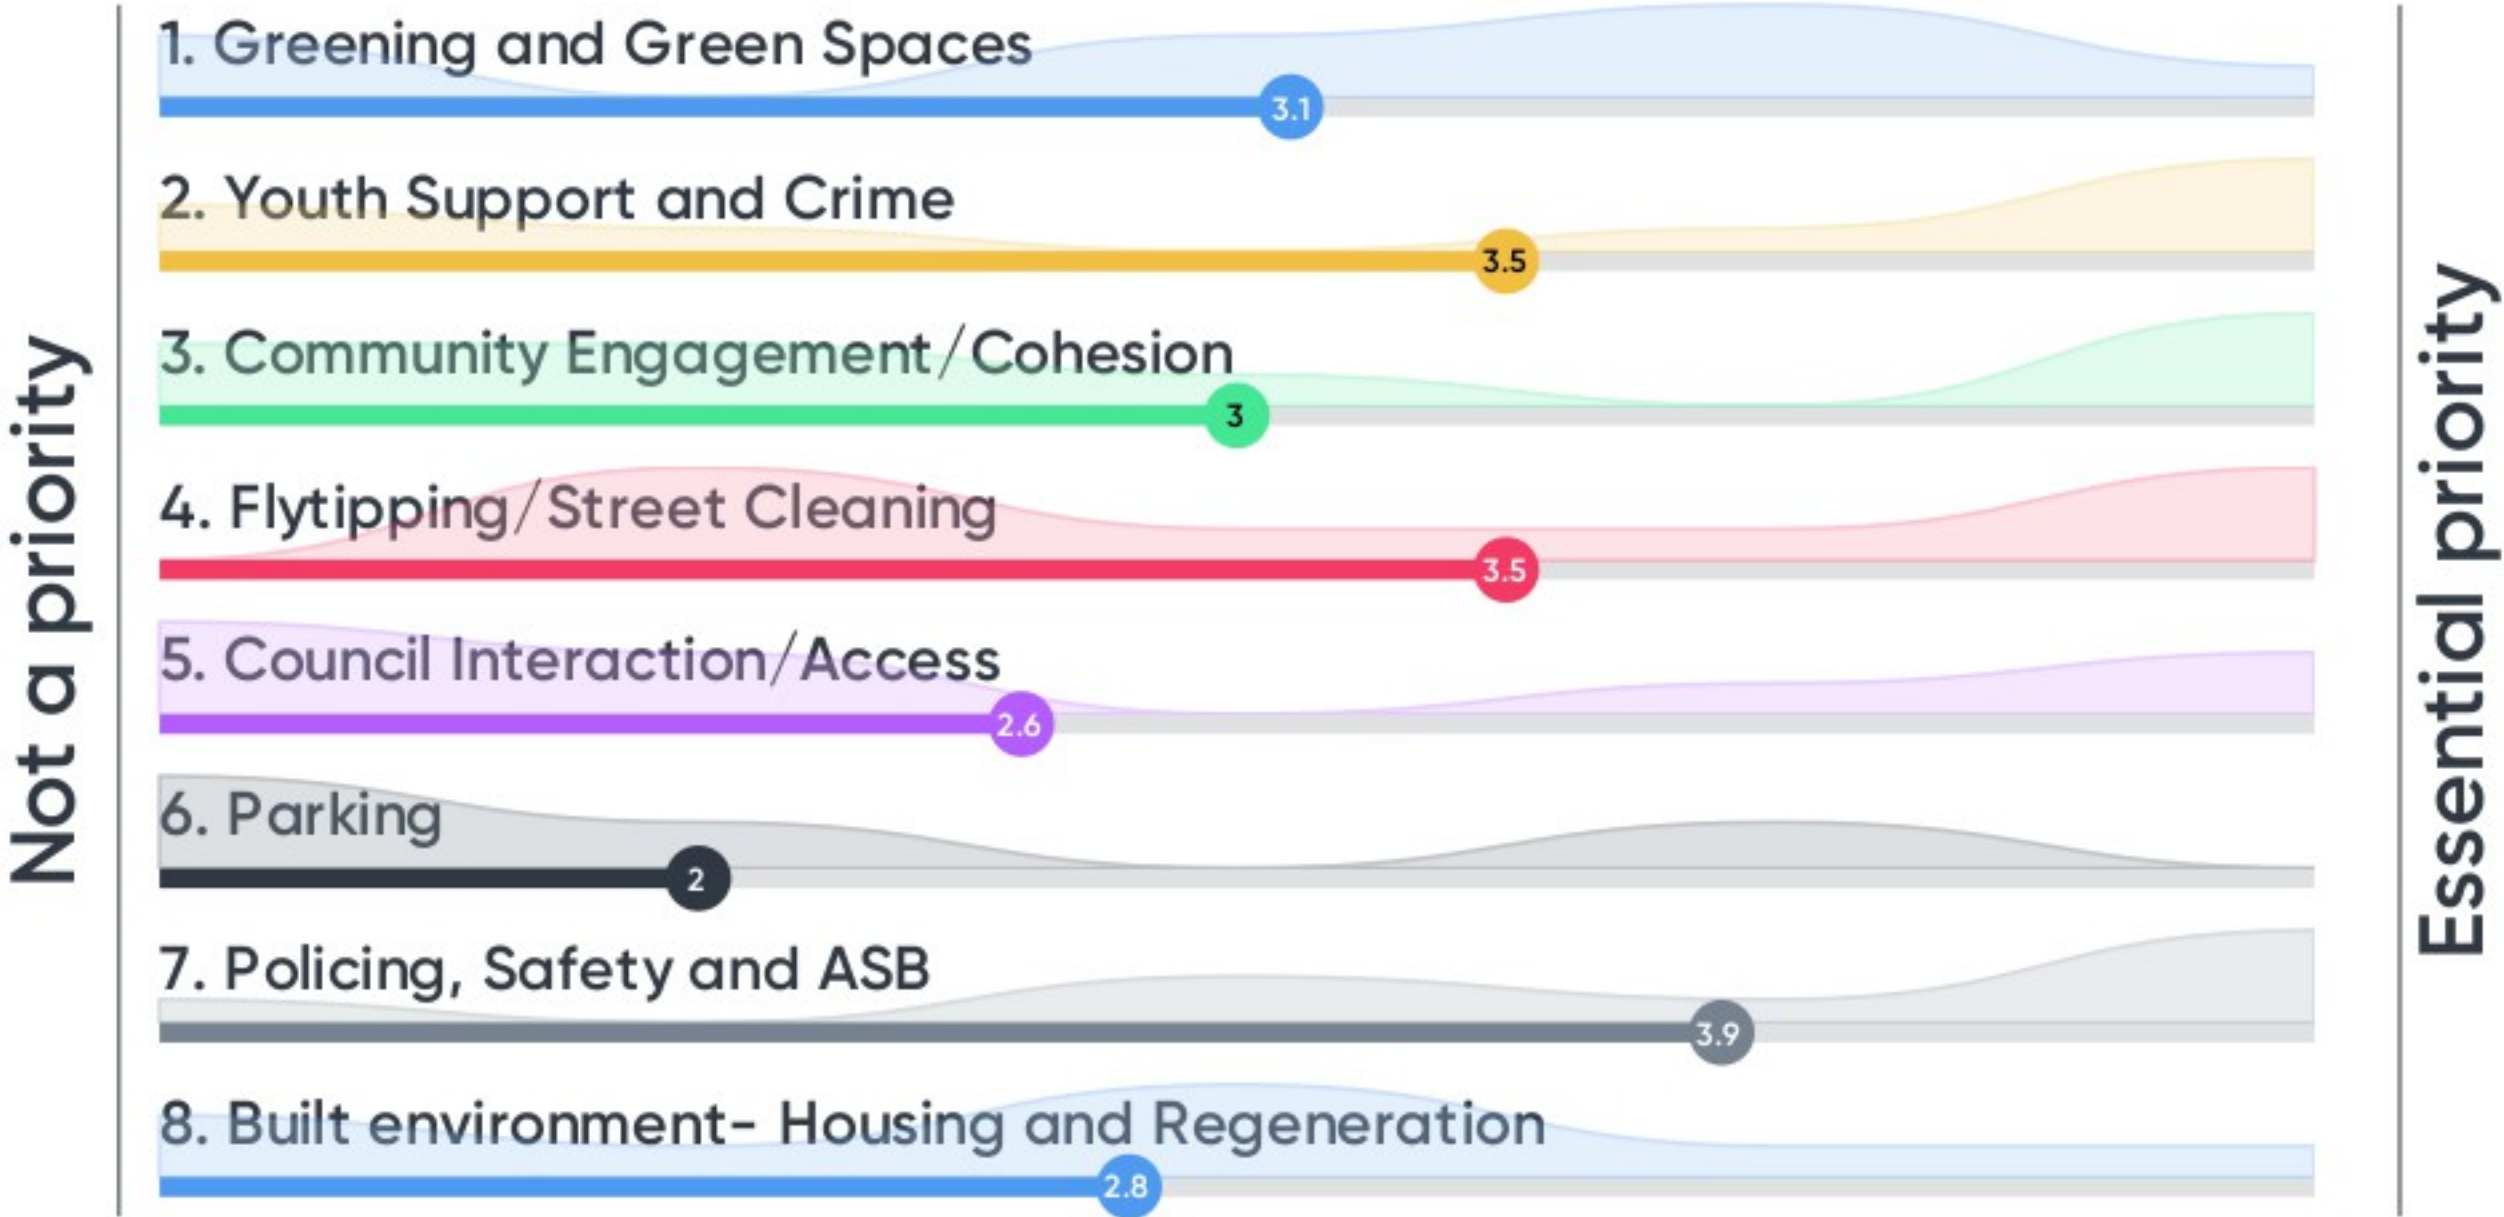 Not a priority
1. Greening and Green Spaces
3.1
2. Youth Support and Crime
3.5
3. Community Engagement/Cohesion
3
4. Flytipping/Street Cleaning
3.5
5. Council Interaction/Access
2.6
6. Parking
2
7. Policing, Safety and ASB
3.9
8. Built environment- Housing and Regeneration
2.8
Essential priority